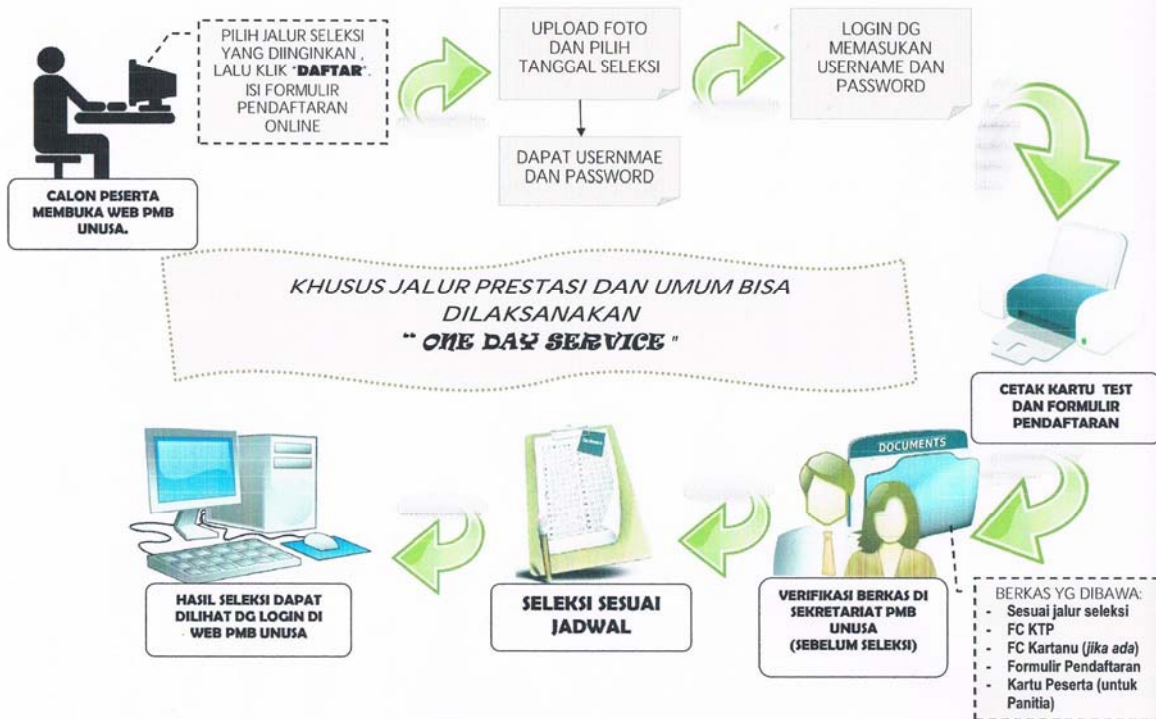 PILIH JALUR SELEKSI
YANG DIINGINKAN ,
LALU KLIK "DAFTAR".
ISI FORMULIR
PENDAFTARAN
ONLINE
CALON PESERTA
MEMBUKA WEB PMB
UNUSA.
UPLOAD FOTO
DAN PILIH
TANGGAL SELEKSI
DAPAT USERNMAE
DAN PASSWORD
LOGIN DG
MEMASUKAN
USERNAME DAN
PASSWORD
CETAK KARTU TEST
DAN FORMULIR
PENDAFTARAN
KHUSUS JALUR PRESTASI DAN UMUM BISA
DILAKSANAKAN
" ONE DAY SERVICE "
DOCUMENTS
VERIFIKASI BERKAS DI
SEKRETARIAT PMB
UNUSA
(SEBELUM SELEKSI)
BERKAS YG DIBAWA:
- Sesuai jalur seleksi
- FC KTP
- FC Kartanu (jika ada)
- Formulir Pendaftaran
- Kartu Peserta (untuk
Panitia)
SELEKSI SESUAI
JADWAL
HASIL SELEKSI DAPAT
DILIHAT DG LOGIN DI
WEB PMB UNUSA